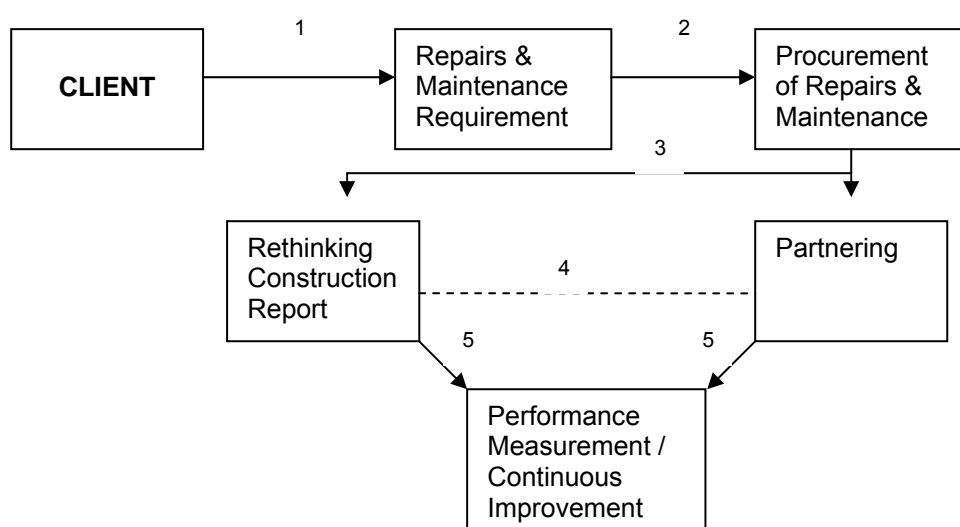 1
2
CLIENT
Repairs &
Maintenance
Requirement
Procurement
of Repairs &
Maintenance
3
Rethinking
Construction
Report
4
Partnering
5
5
Performance
Measurement /
Continuous
Improvement